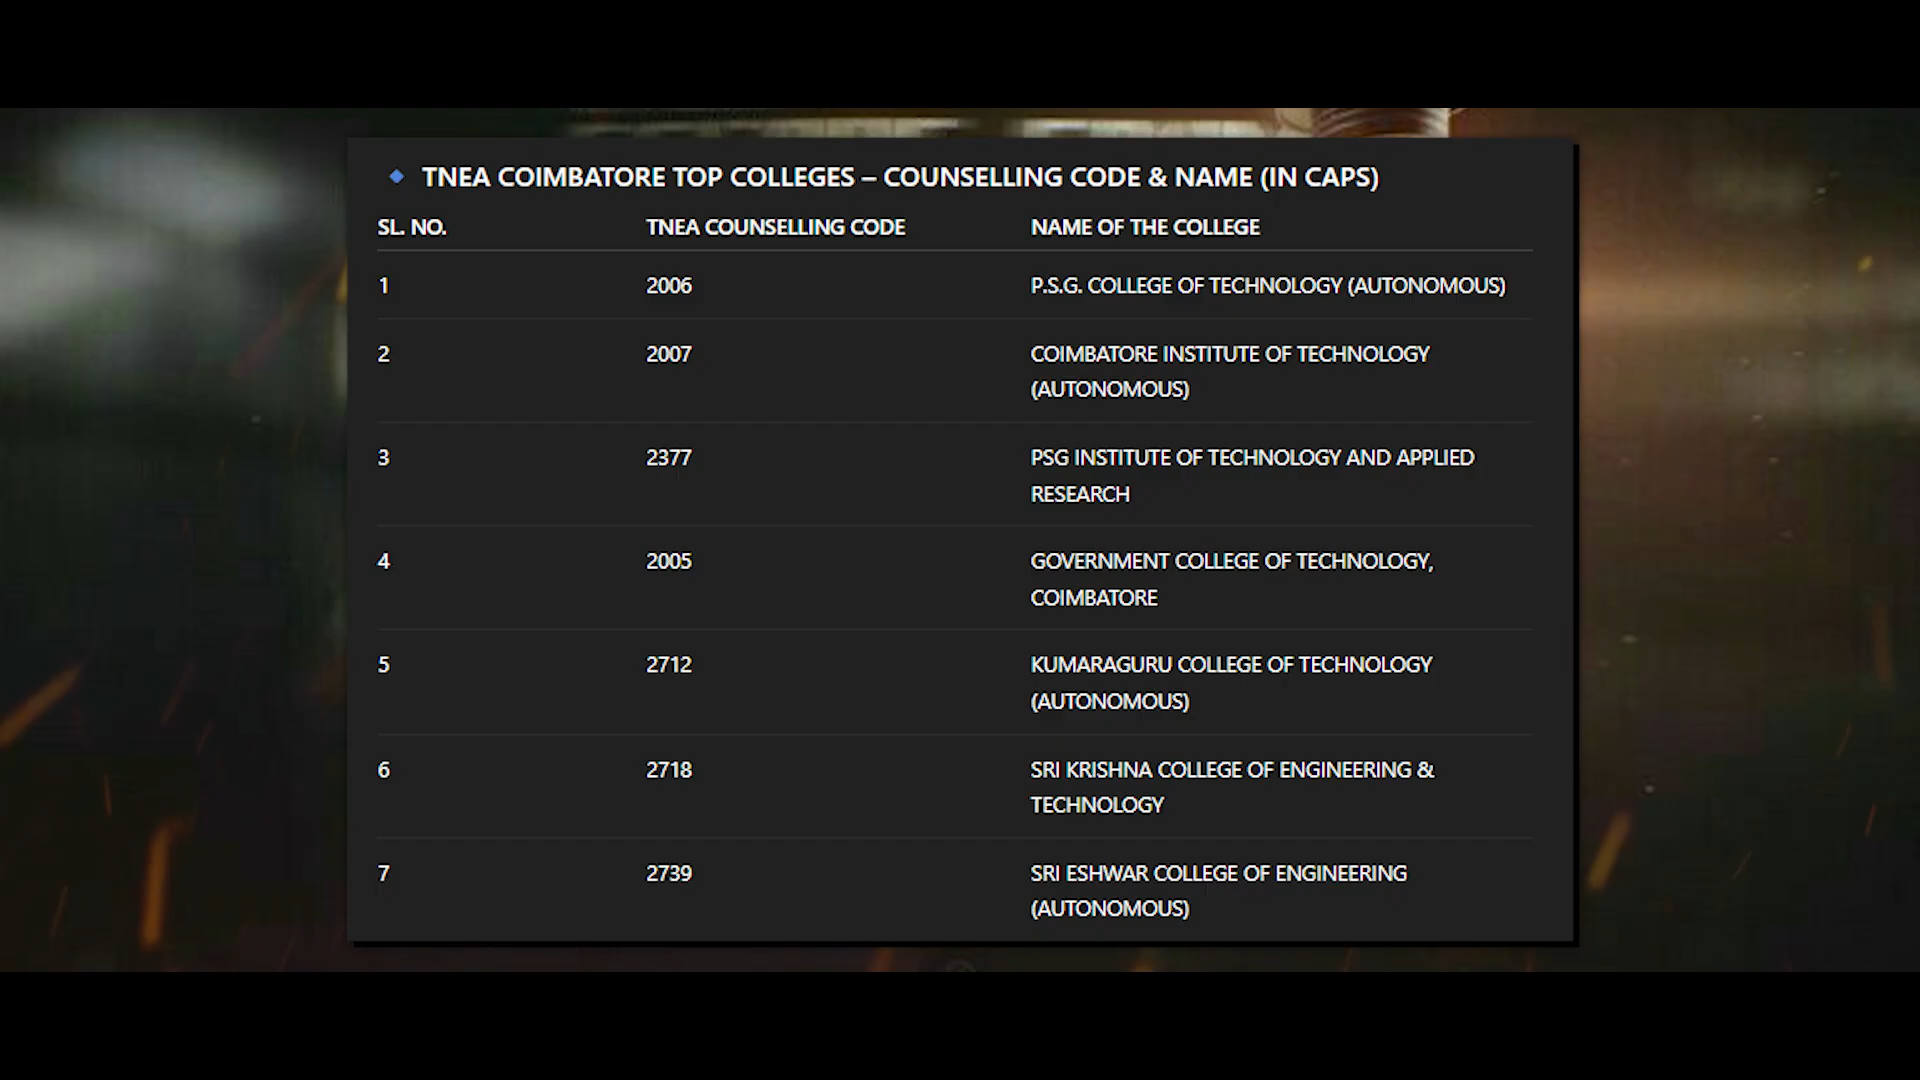 TNEA COIMBATORE TOP COLLEGES – COUNSELLING CODE & NAME (IN CAPS)
SL. NO. TNEA COUNSELLING CODE NAME OF THE COLLEGE
1 2006 P.S.G. COLLEGE OF TECHNOLOGY (AUTONOMOUS)
2 2007 COIMBATORE INSTITUTE OF TECHNOLOGY
(AUTONOMOUS)
3 2377 PSG INSTITUTE OF TECHNOLOGY AND APPLIED
RESEARCH
4 2005 GOVERNMENT COLLEGE OF TECHNOLOGY,
COIMBATORE
5 2712 KUMARAGURU COLLEGE OF TECHNOLOGY
(AUTONOMOUS)
6 2718 SRI KRISHNA COLLEGE OF ENGINEERING &
TECHNOLOGY
7 2739 SRI ESHWAR COLLEGE OF ENGINEERING
(AUTONOMOUS)